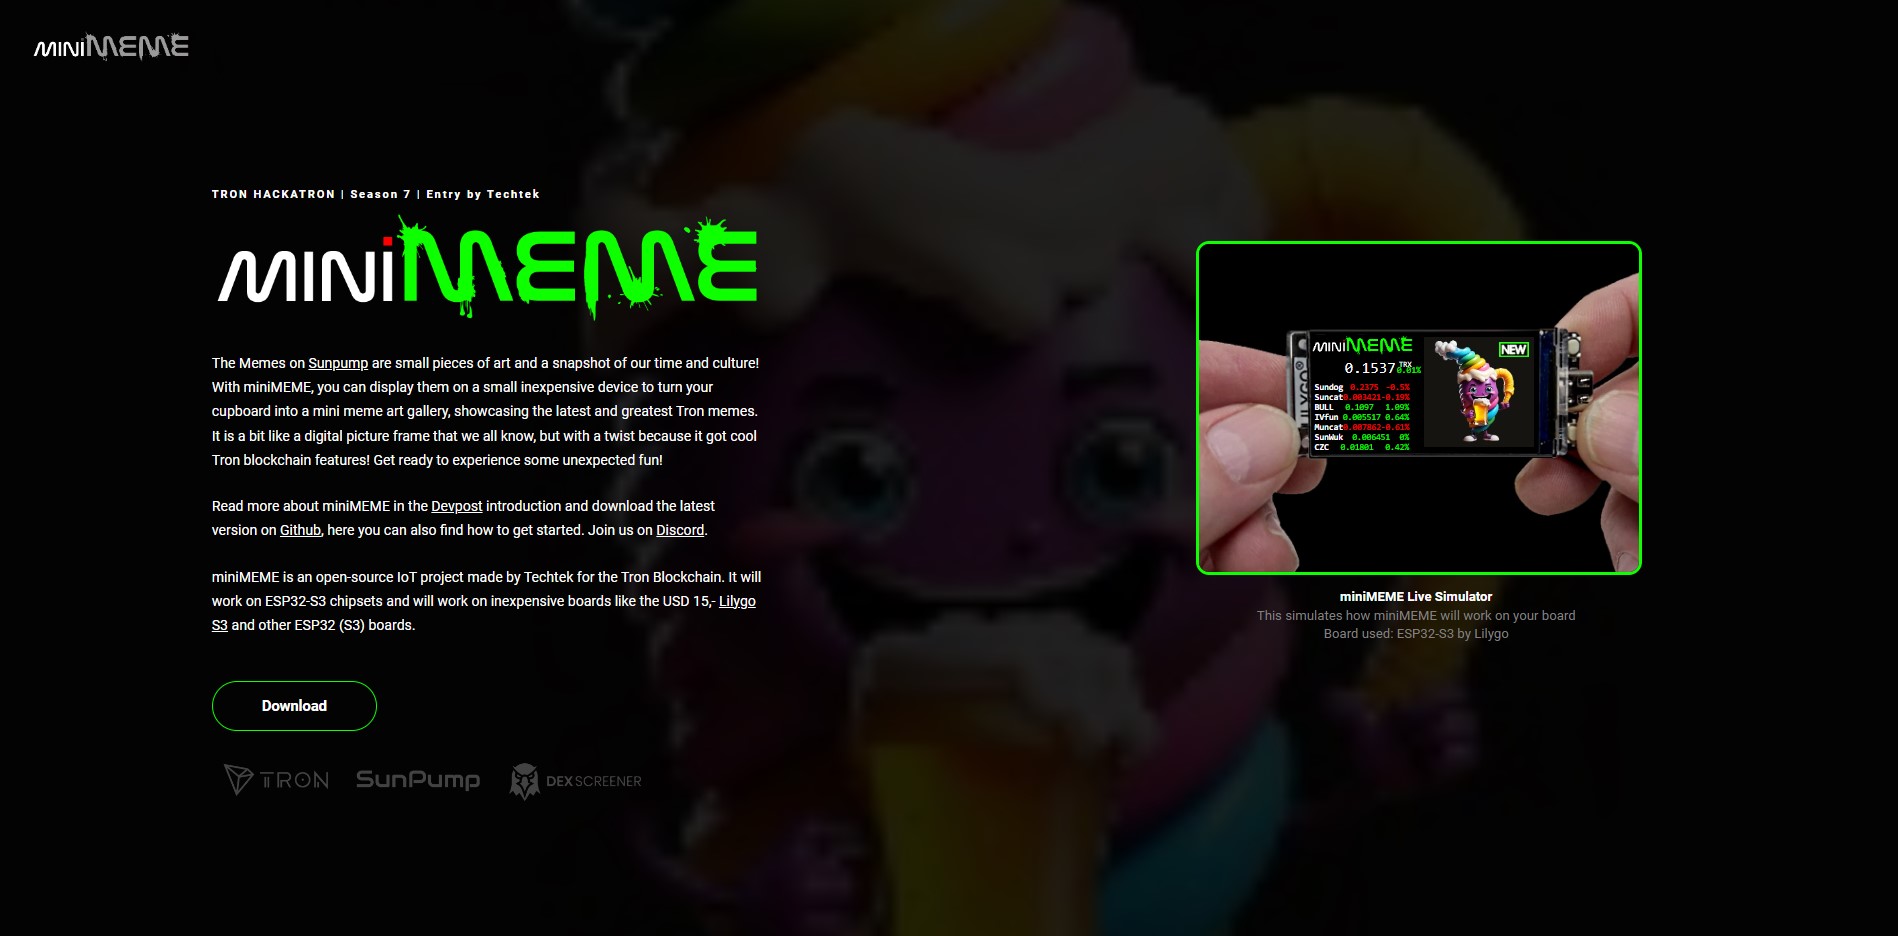 MINiMEME
TRON HACKATRON | Season 7 | Entry by Techtek
MINiMEME
The Memes on Sunpump are small pieces of art and a snapshot of our time and culture!
With miniMEME, you can display them on a small inexpensive device to turn your
cupboard into a mini meme art gallery, showcasing the latest and greatest Tron memes.
It is a bit like a digital picture frame that we all know, but with a twist because it got cool
Tron blockchain features! Get ready to experience some unexpected fun!
Read more about miniMEME in the Devpost introduction and download the latest
version on Github, here you can also find how to get started. Join us on Discord.
miniMEME is an open-source IoT project made by Techtek for the Tron Blockchain. It will
work on ESP32-S3 chipsets and will work on inexpensive boards like the USD 15,- Lilygo
S3 and other ESP32 (S3) boards.
Download
TRON SunPump DEX SCREENER
LILYGO
MINiMEME
NEW
0.1537 TRX
0.01%
Sundog 0.2375 -0.5%
Suncat 0.003421 -0.19%
BULL 0.1097 1.09%
IVfun 0.005517 0.64%
Muncat 0.007862 -0.61%
SunWuk 0.006451 0%
CZC 0.01801 0.42%
miniMEME Live Simulator
This simulates how miniMEME will work on your board
Board used: ESP32-S3 by Lilygo